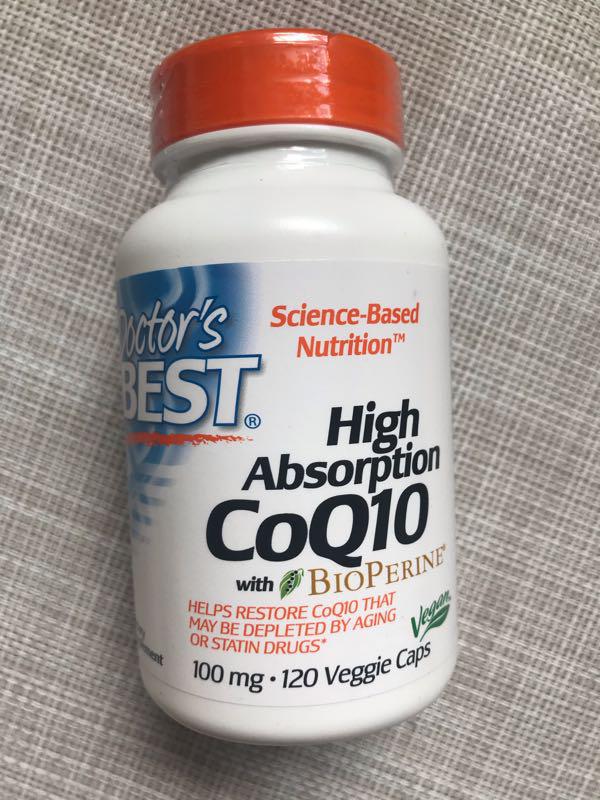 Doctor's
BEST®
Science-Based
Nutrition™
High
Absorption
CoQ10
with BIOPERINE®
HELPS RESTORE CoQ10 THAT
MAY BE DEPLETED BY AGING
OR STATIN DRUGS*
Vegan
100 mg • 120 Veggie Caps